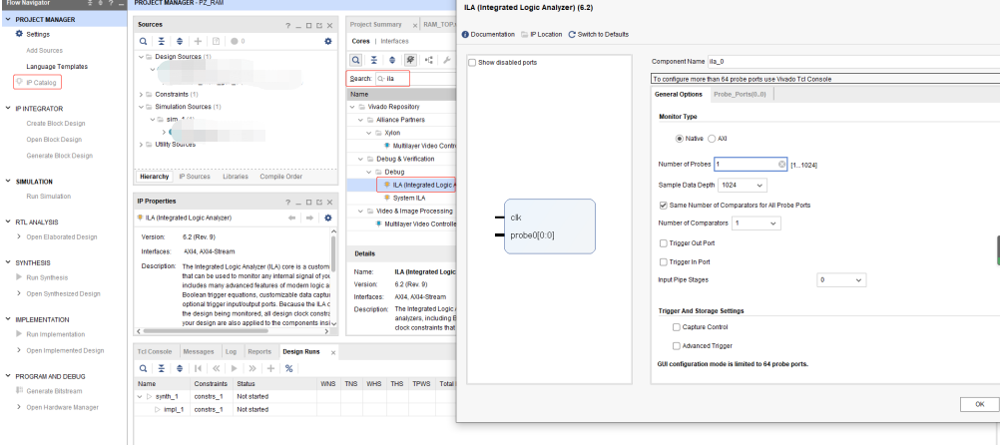 Flow Navigator
PROJECT MANAGER
Settings
Add Sources
Language Templates
IP Catalog
IP INTEGRATOR
Create Block Design
Open Block Design
Generate Block Design
SIMULATION
Run Simulation
RTL ANALYSIS
Open Elaborated Design
SYNTHESIS
Run Synthesis
Open Synthesized Design
IMPLEMENTATION
Run Implementation
Open Implemented Design
PROGRAM AND DEBUG
Generate Bitstream
Open Hardware Manager
PROJECT MANAGER - PZ_RAM
Sources
0
Design Sources (1)
Constraints (1)
Simulation Sources (1)
Utility Sources
Hierarchy IP Sources Libraries Compile Order
IP Properties
ILA (Integrated Logic Analyzer)
Version: 6.2 (Rev. 9)
Interfaces: AXI4, AXI4-Stream
Description: The Integrated Logic Analyzer (ILA) core is a custom
that can be used to monitor any internal signal of you
includes many advanced features of modern logic a
Boolean trigger equations, customizable data captur
optional trigger input/output ports. Because the ILA c
the design being monitored, all design clock constra
your design are also applied to the components insi
Project Summary RAM_TOP.
Cores Interfaces
Search: ila
Name
Vivado Repository
Alliance Partners
Xylon
Multilayer Video Contr
Debug & Verification
Debug
ILA (Integrated Logic A
System ILA
Video & Image Processing
Multilayer Video Controlle
Details
Name: ILA (Integrated Logic
Version: 6.2 (Rev. 9)
Interfaces: AXI4, AXI4-Stream
Description: The Integrated Logic
analyzers, including B
clock constraints that
Tcl Console Messages Log Reports Design Runs
Name Constraints Status WNS TNS WHS THS TPWS Total
synth_1 constrs_1 Not started
impl_1 constrs_1 Not started
ILA (Integrated Logic Analyzer) (6.2)
Documentation IP Location Switch to Defaults
Show disabled ports
clk
probe0[0:0]
Component Name ila_0
To configure more than 64 probe ports use Vivado Tcl Console
General Options Probe_Ports(0..0)
Monitor Type
Native AXI
Number of Probes 1 [1...1024]
Sample Data Depth 1024
Same Number of Comparators for All Probe Ports
Number of Comparators 1
Trigger Out Port
Trigger In Port
Input Pipe Stages 0
Trigger And Storage Settings
Capture Control
Advanced Trigger
GUI configuration mode is limited to 64 probe ports.
OK